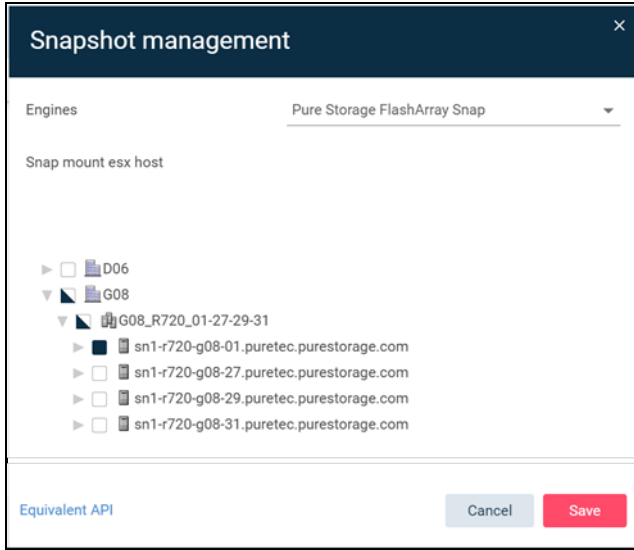 Snapshot management
×
Engines
Pure Storage FlashArray Snap
Snap mount esx host
D06
G08
G08_R720_01-27-29-31
sn1-r720-g08-01.puretec.purestorage.com
sn1-r720-g08-27.puretec.purestorage.com
sn1-r720-g08-29.puretec.purestorage.com
sn1-r720-g08-31.puretec.purestorage.com
Equivalent API
Cancel
Save